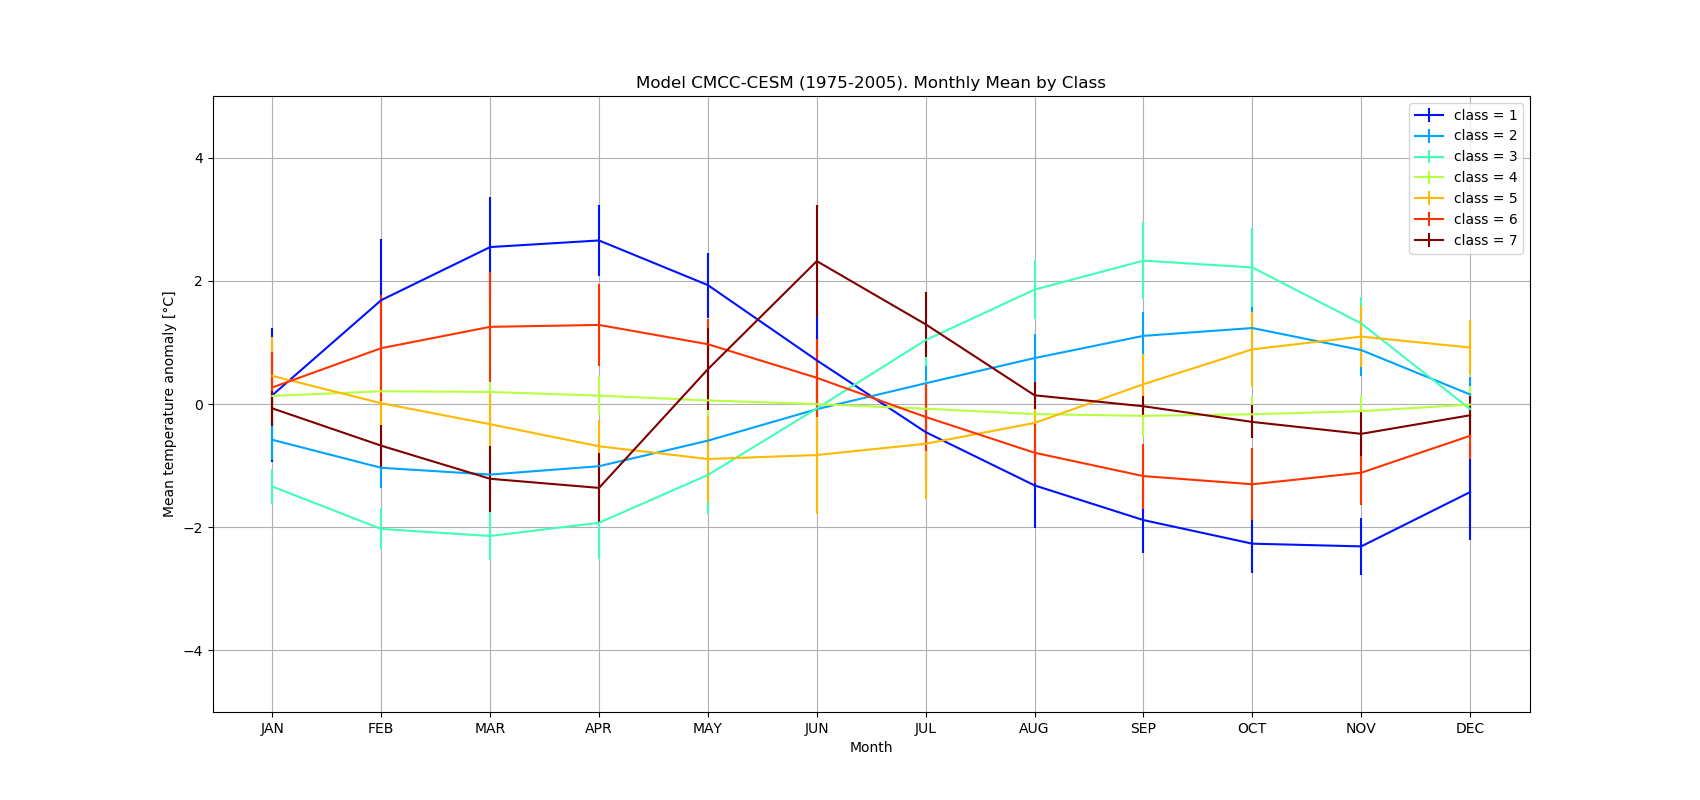 Model CMCC-CESM (1975-2005). Monthly Mean by Class
class = 1
class = 2
class = 3
class = 4
class = 5
class = 6
class = 7
Mean temperature anomaly [°C]
4
2
0
−2
−4
JAN FEB MAR APR MAY JUN JUL AUG SEP OCT NOV DEC
Month